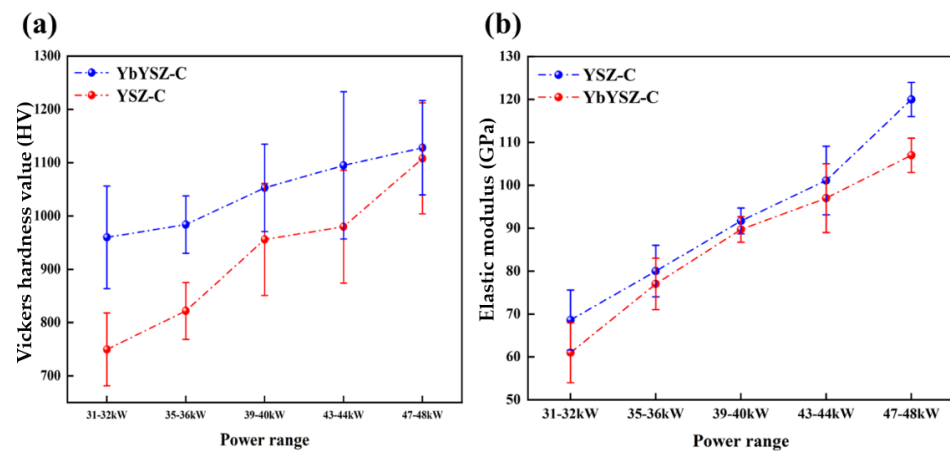 (a)
Vickers hardness value (HV)
1300
1200
1100
1000
900
800
700
YbYSZ-C
YSZ-C
31-32kW 35-36kW 39-40kW 43-44kW 47-48kW
Power range
(b)
Elastic modulus (GPa)
130
120
110
100
90
80
70
60
50
YSZ-C
YbYSZ-C
31-32kW 35-36kW 39-40kW 43-44kW 47-48kW
Power range